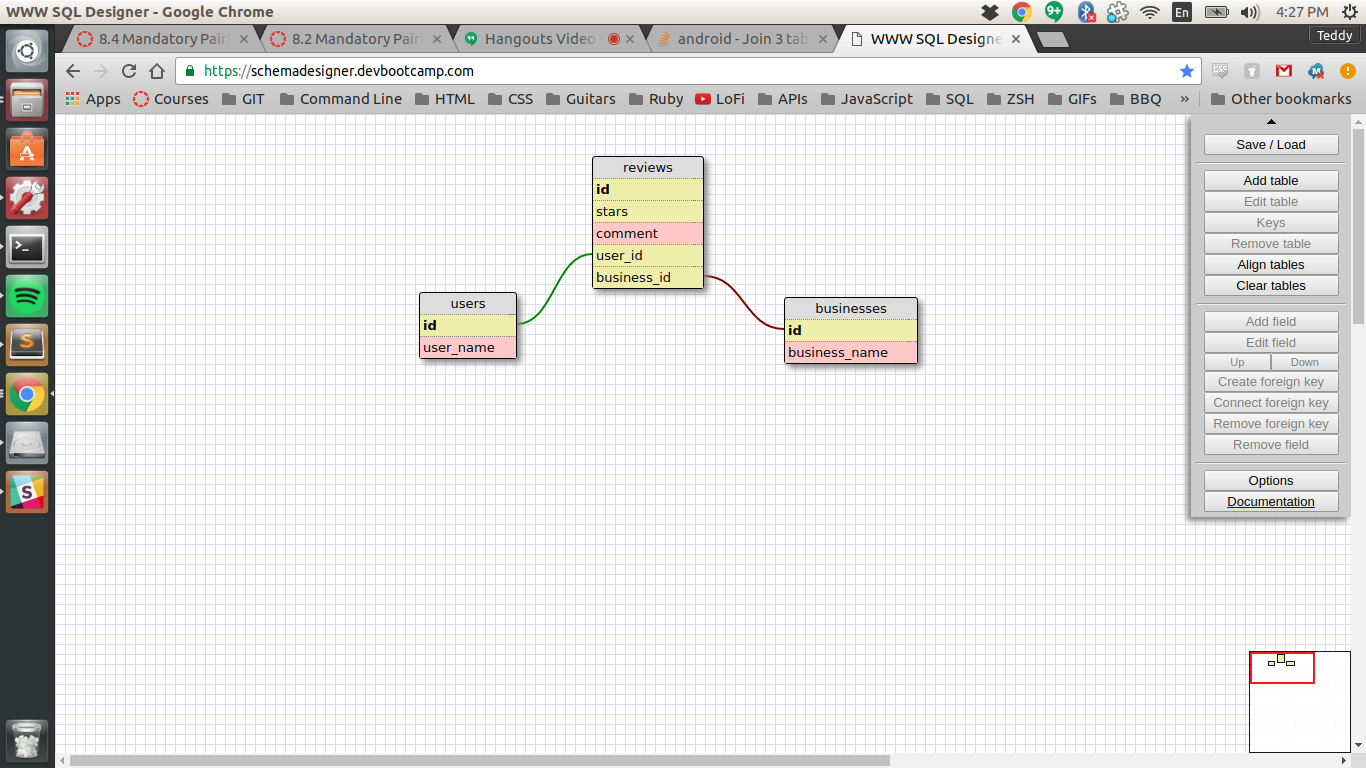 WWW SQL Designer - Google Chrome
9+
En
4:27 PM
8.4 Mandatory Pairi
8.2 Mandatory Pairi
Hangouts Video
android - Join 3 tab
WWW SQL Designe
Teddy
https://schemadesigner.devbootcamp.com
Apps
Courses
GIT
Command Line
HTML
CSS
Guitars
Ruby
LoFi
APIs
JavaScript
SQL
ZSH
GIFs
BBQ
»
Other bookmarks
reviews
id
stars
comment
user_id
business_id
users
id
user_name
businesses
id
business_name
Save / Load
Add table
Edit table
Keys
Remove table
Align tables
Clear tables
Add field
Edit field
Up
Down
Create foreign key
Connect foreign key
Remove foreign key
Remove field
Options
Documentation